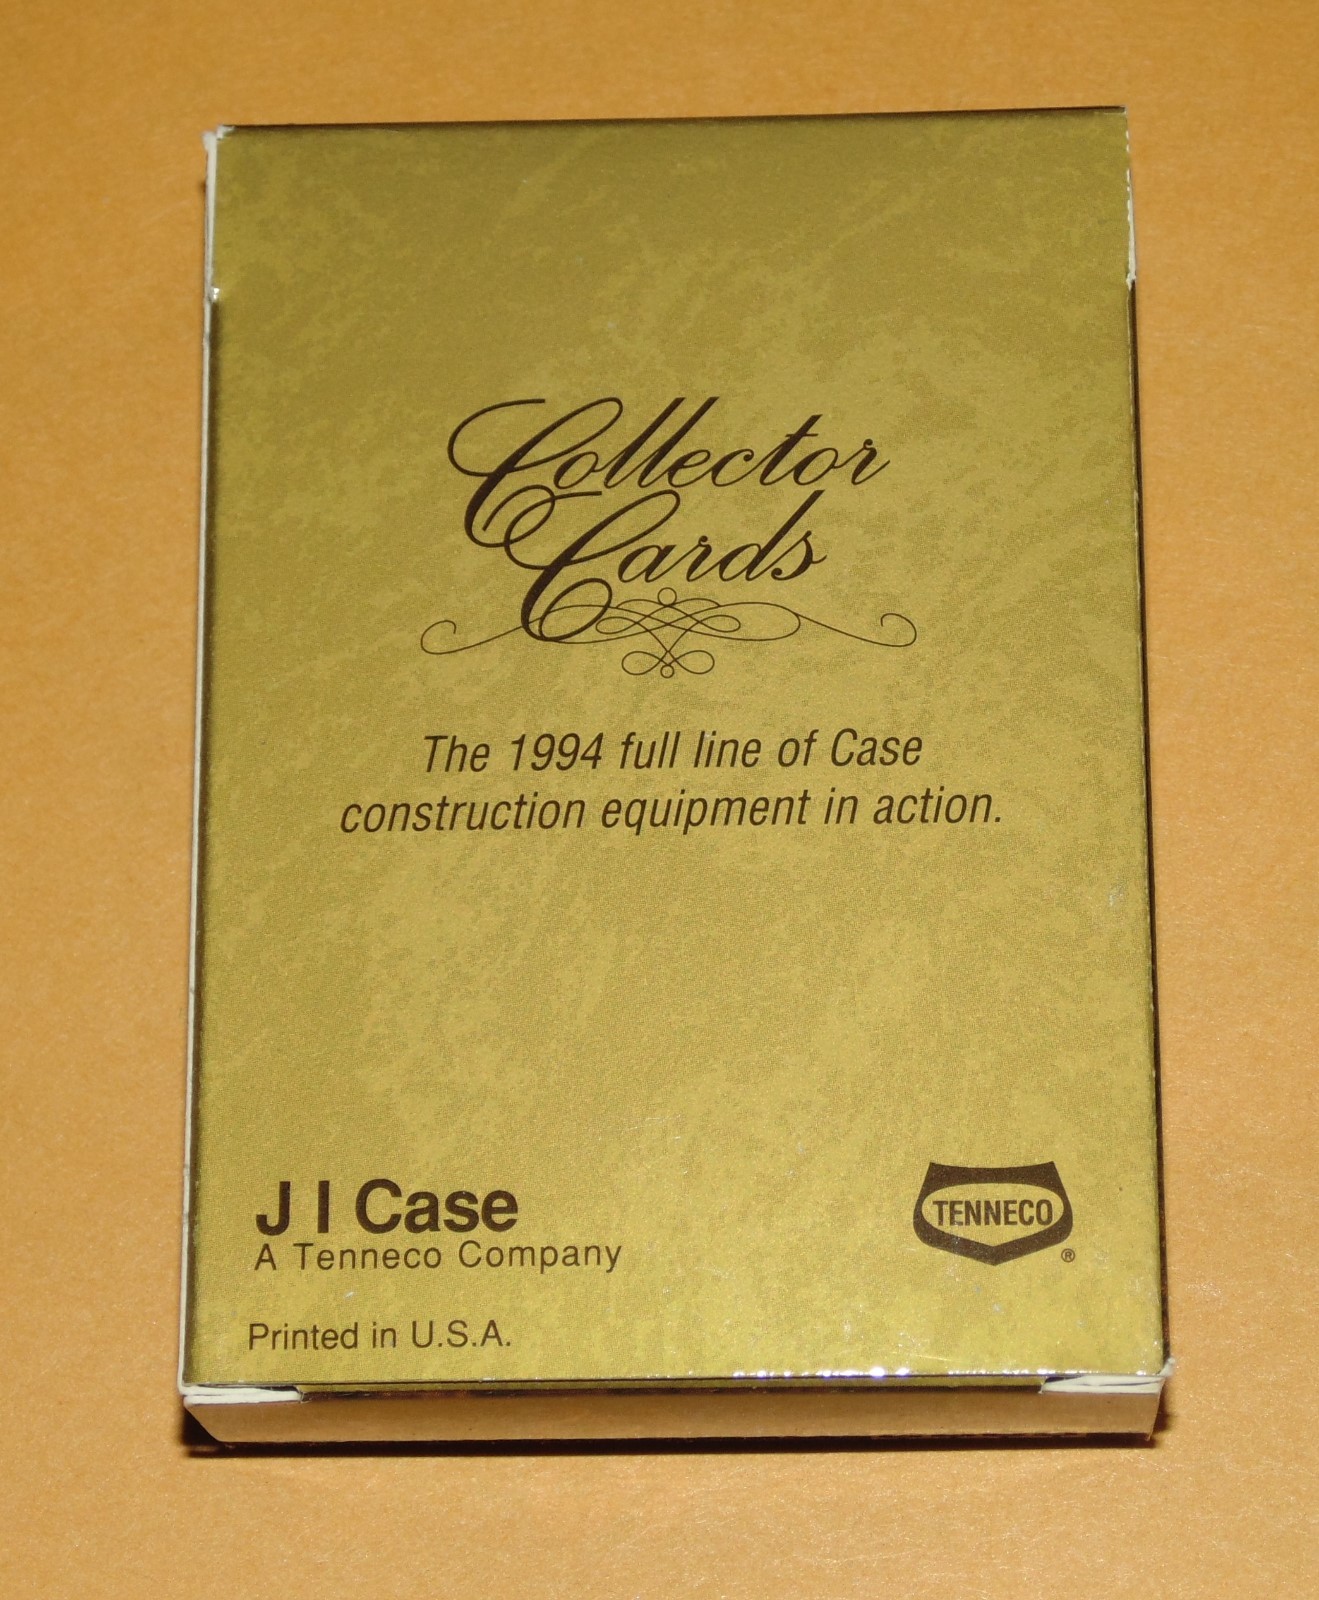 Collector
Cards
The 1994 full line of Case
construction equipment in action.
J I Case
A Tenneco Company
TENNECO
®
Printed in U.S.A.